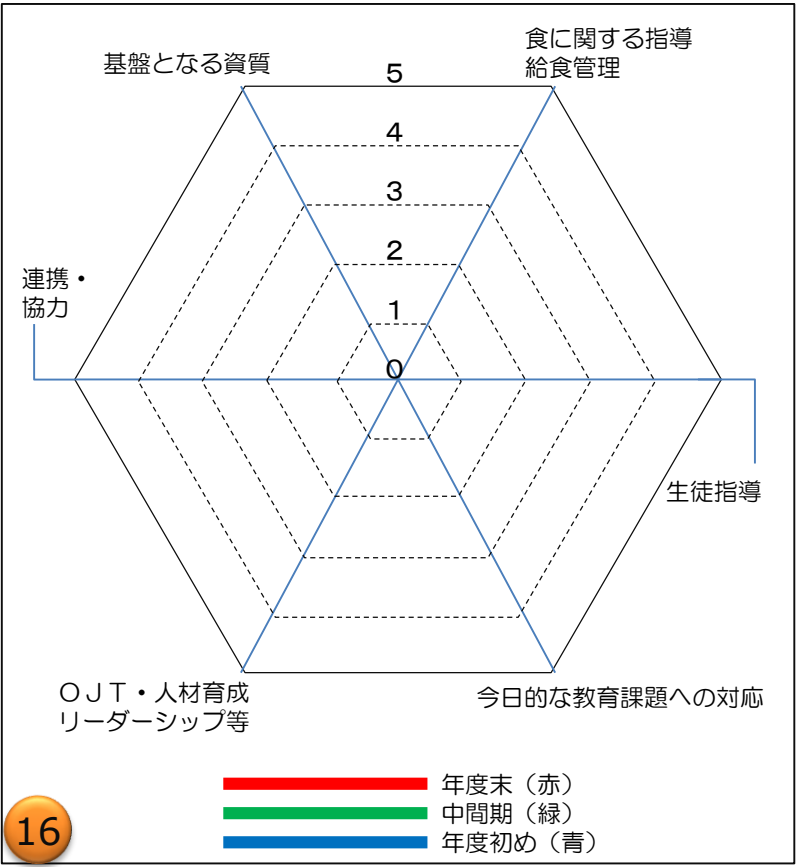 基盤となる資質
食に関する指導
給食管理
5
4
3
2
1
0
連携・
協力
生徒指導
ＯＪＴ・人材育成
リーダーシップ等
今日的な教育課題への対応
年度末（赤）
中間期（緑）
年度初め（青）
16